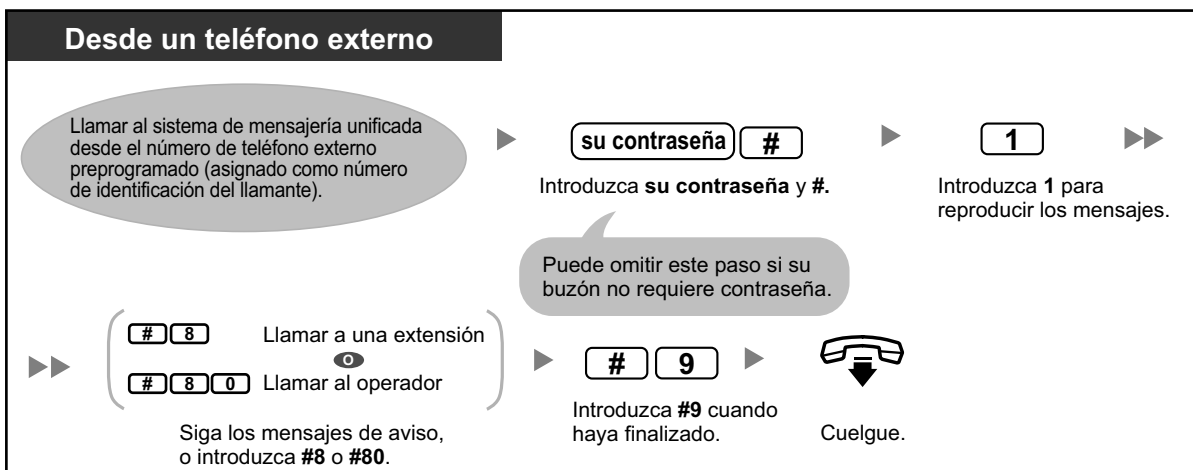 Desde un teléfono externo
Llamar al sistema de mensajería unificada
desde el número de teléfono externo
preprogramado (asignado como número
de identificación del llamante).
su contraseña #
Introduzca su contraseña y #.
Puede omitir este paso si su
buzón no requiere contraseña.
1
Introduzca 1 para
reproducir los mensajes.
# 8 Llamar a una extensión
o
# 8 0 Llamar al operador
Siga los mensajes de aviso,
o introduzca #8 o #80.
# 9
Introduzca #9 cuando
haya finalizado.
Cuelgue.